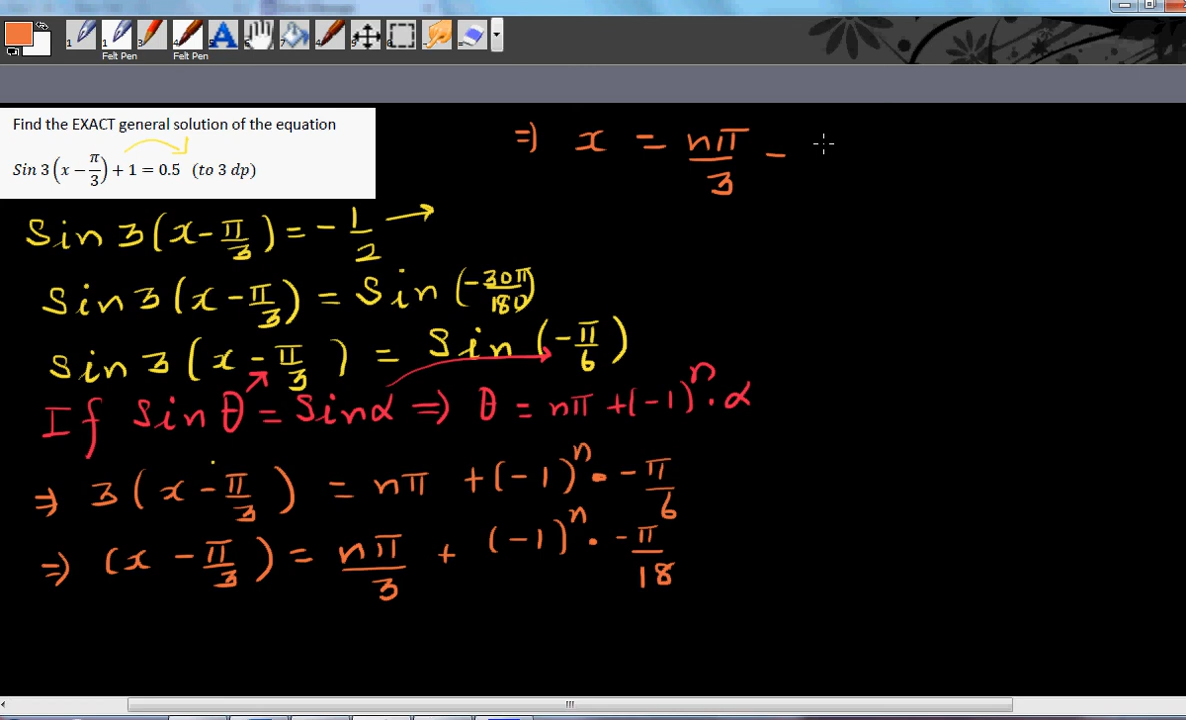 Felt Pen Felt Pen
Find the EXACT general solution of the equation
Sin 3(x − π/3) + 1 = 0.5 (to 3 dp)
⇒ x = nπ/3 −
Sin 3(x − π/3) = −1/2 →
Sin 3(x − π/3) = Sin (−30π/180)
Sin 3(x − π/3) = Sin (−π/6)
If Sin θ = Sin α ⇒ θ = nπ + (−1)ⁿ · α
⇒ 3(x − π/3) = nπ + (−1)ⁿ · −π/6
⇒ (x − π/3) = nπ/3 + (−1)ⁿ · −π/18